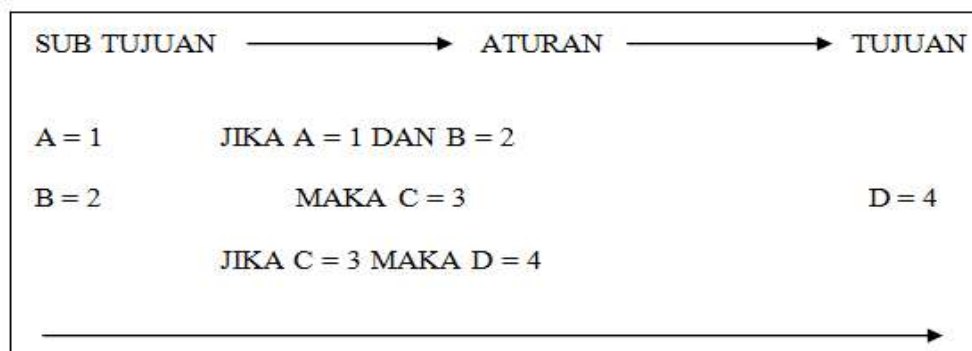 SUB TUJUAN ATURAN TUJUAN
A = 1 JIKA A = 1 DAN B = 2
B = 2 MAKA C = 3 D = 4
JIKA C = 3 MAKA D = 4